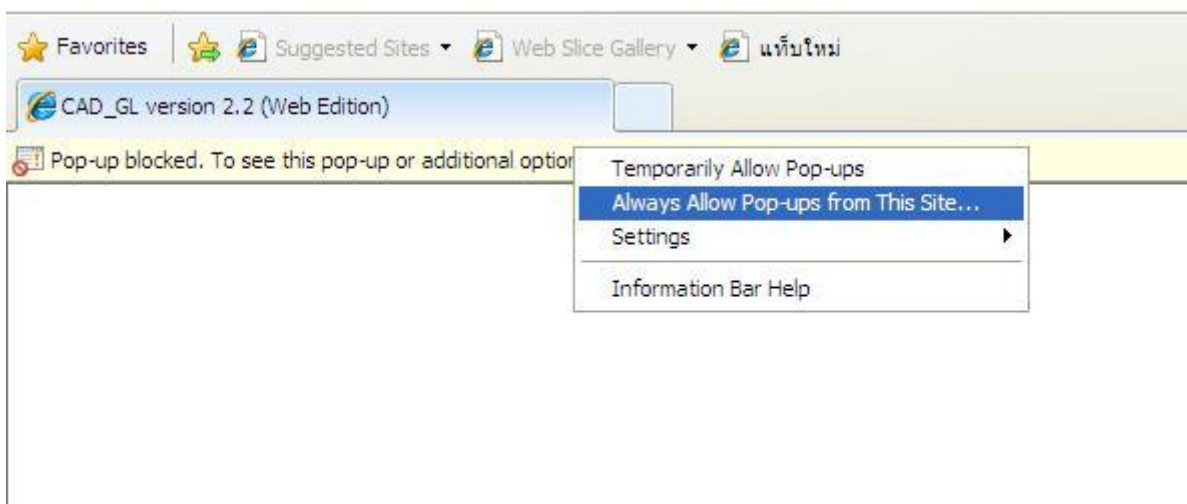 Favorites Suggested Sites Web Slice Gallery แท็บใหม่
CAD_GL version 2.2 (Web Edition)
Pop-up blocked. To see this pop-up or additional option
Temporarily Allow Pop-ups
Always Allow Pop-ups from This Site...
Settings
Information Bar Help